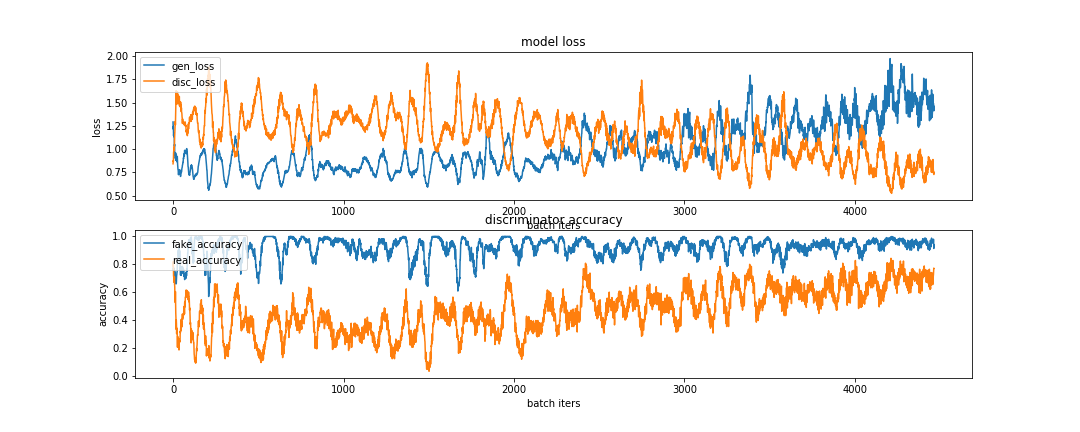 model loss
2.00
1.75
1.50
1.25
1.00
0.75
0.50
loss
gen_loss
disc_loss
0
1000
2000
3000
4000
batch iters
discriminator accuracy
1.0
0.8
0.6
0.4
0.2
0.0
accuracy
fake_accuracy
real_accuracy
0
1000
2000
3000
4000
batch iters